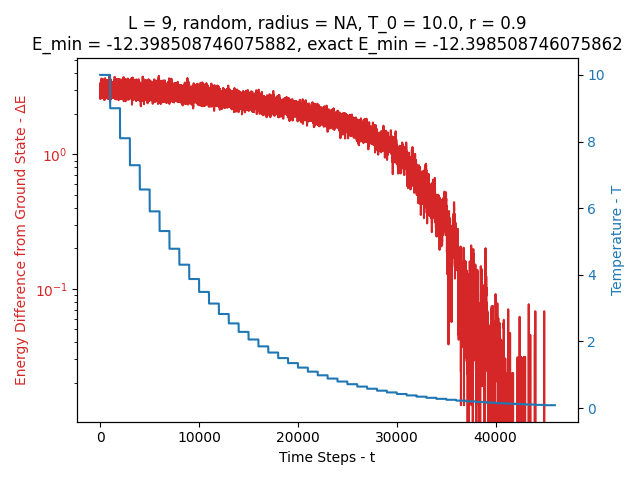 L = 9, random, radius = NA, T_0 = 10.0, r = 0.9
E_min = -12.398508746075882, exact E_min = -12.398508746075862
Energy Difference from Ground State - ΔE
10⁰
10⁻¹
0
10000
20000
30000
40000
Time Steps - t
10
8
6
4
2
0
Temperature - T